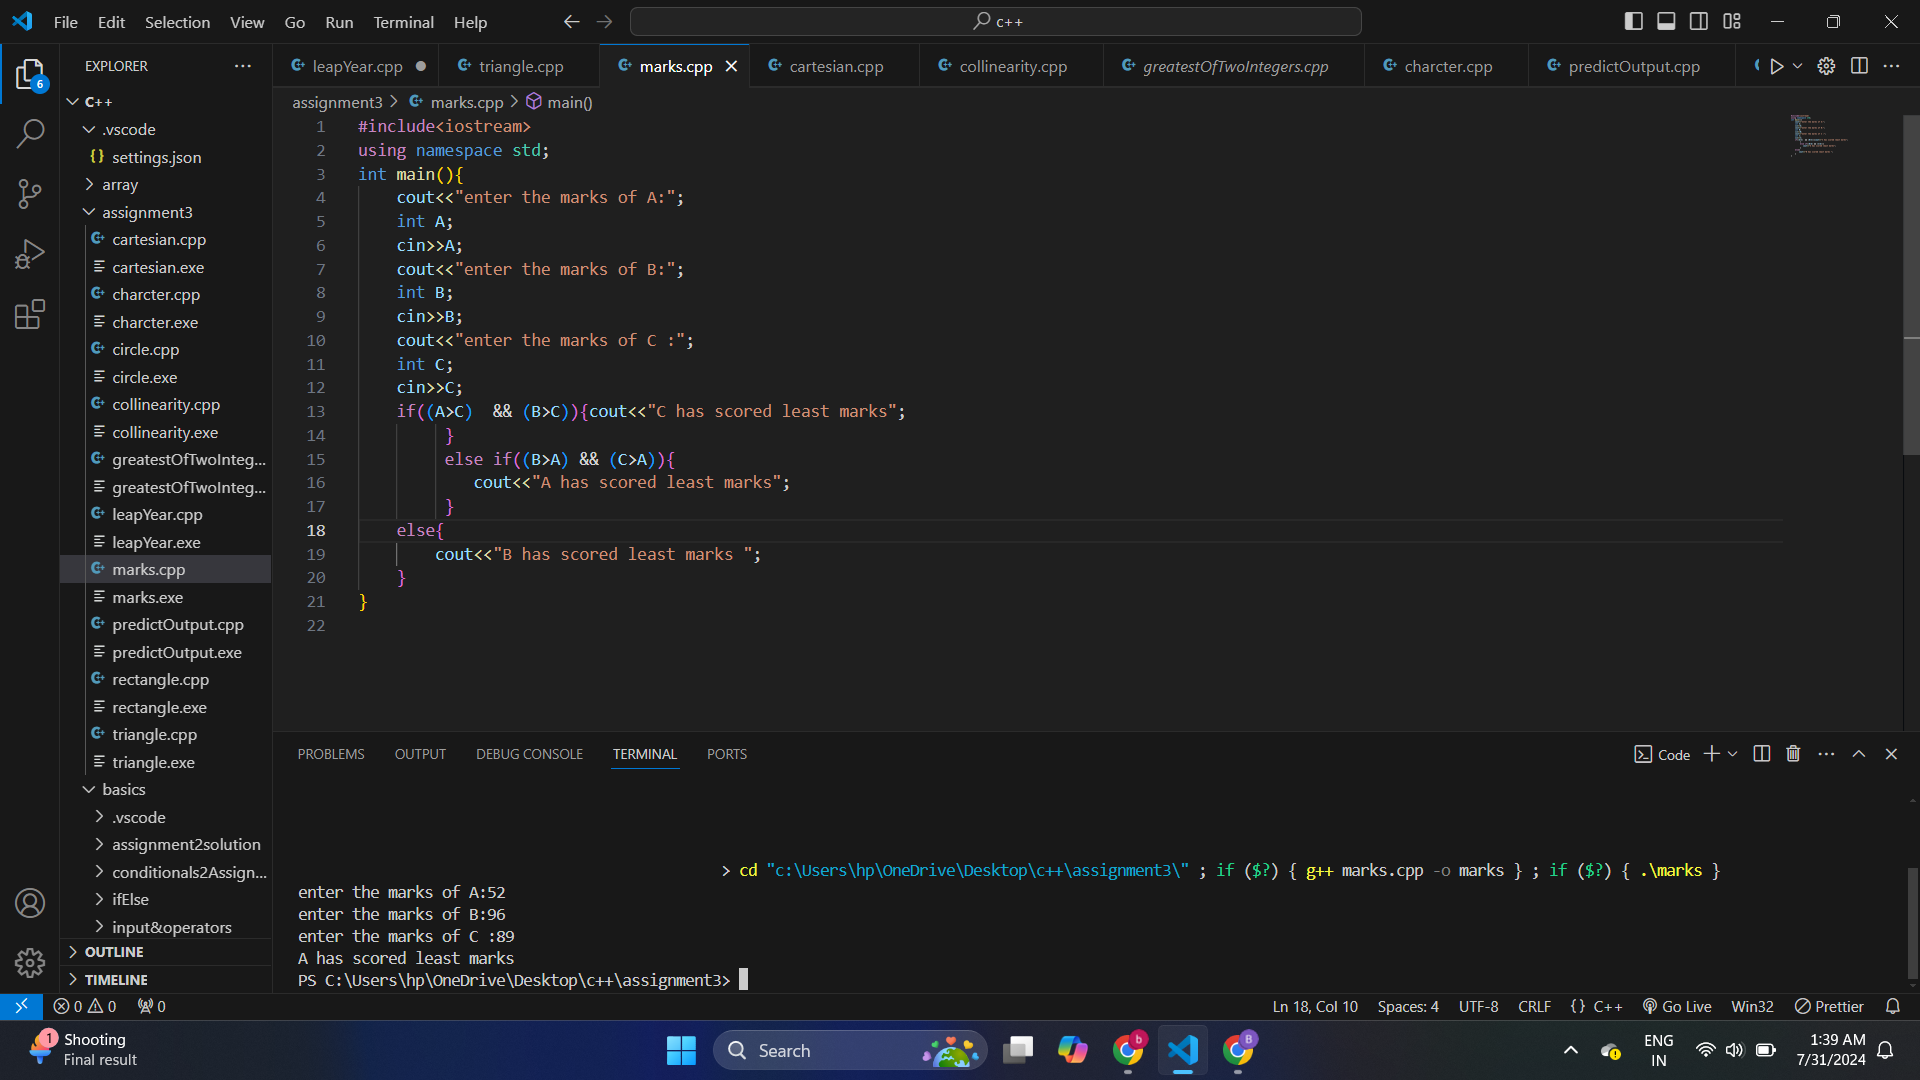 File Edit Selection View Go Run Terminal Help c++
EXPLORER
leapYear.cpp triangle.cpp marks.cpp cartesian.cpp collinearity.cpp greatestOfTwoIntegers.cpp charcter.cpp predictOutput.cpp
6
C++
.vscode
settings.json
array
assignment3
cartesian.cpp
cartesian.exe
charcter.cpp
charcter.exe
circle.cpp
circle.exe
collinearity.cpp
collinearity.exe
greatestOfTwoInteg...
greatestOfTwoInteg...
leapYear.cpp
leapYear.exe
marks.cpp
marks.exe
predictOutput.cpp
predictOutput.exe
rectangle.cpp
rectangle.exe
triangle.cpp
triangle.exe
basics
.vscode
assignment2solution
conditionals2Assign...
ifElse
input&operators
OUTLINE
TIMELINE
assignment3 > marks.cpp > main()
1 #include<iostream>
2 using namespace std;
3 int main(){
4 cout<<"enter the marks of A:";
5 int A;
6 cin>>A;
7 cout<<"enter the marks of B:";
8 int B;
9 cin>>B;
10 cout<<"enter the marks of C :";
11 int C;
12 cin>>C;
13 if((A>C)  && (B>C)){cout<<"C has scored least marks";
14 }
15 else if((B>A) && (C>A)){
16 cout<<"A has scored least marks";
17 }
18 else{
19 cout<<"B has scored least marks ";
20 }
21 }
22
PROBLEMS OUTPUT DEBUG CONSOLE TERMINAL PORTS Code
> cd "c:\Users\hp\OneDrive\Desktop\c++\assignment3\" ; if ($?) { g++ marks.cpp -o marks } ; if ($?) { .\marks }
enter the marks of A:52
enter the marks of B:96
enter the marks of C :89
A has scored least marks
PS C:\Users\hp\OneDrive\Desktop\c++\assignment3>
0 0 0 Ln 18, Col 10 Spaces: 4 UTF-8 CRLF {} C++ Go Live Win32 Prettier
1 Shooting
Final result
Search
b
B
ENG
IN
1:39 AM
7/31/2024